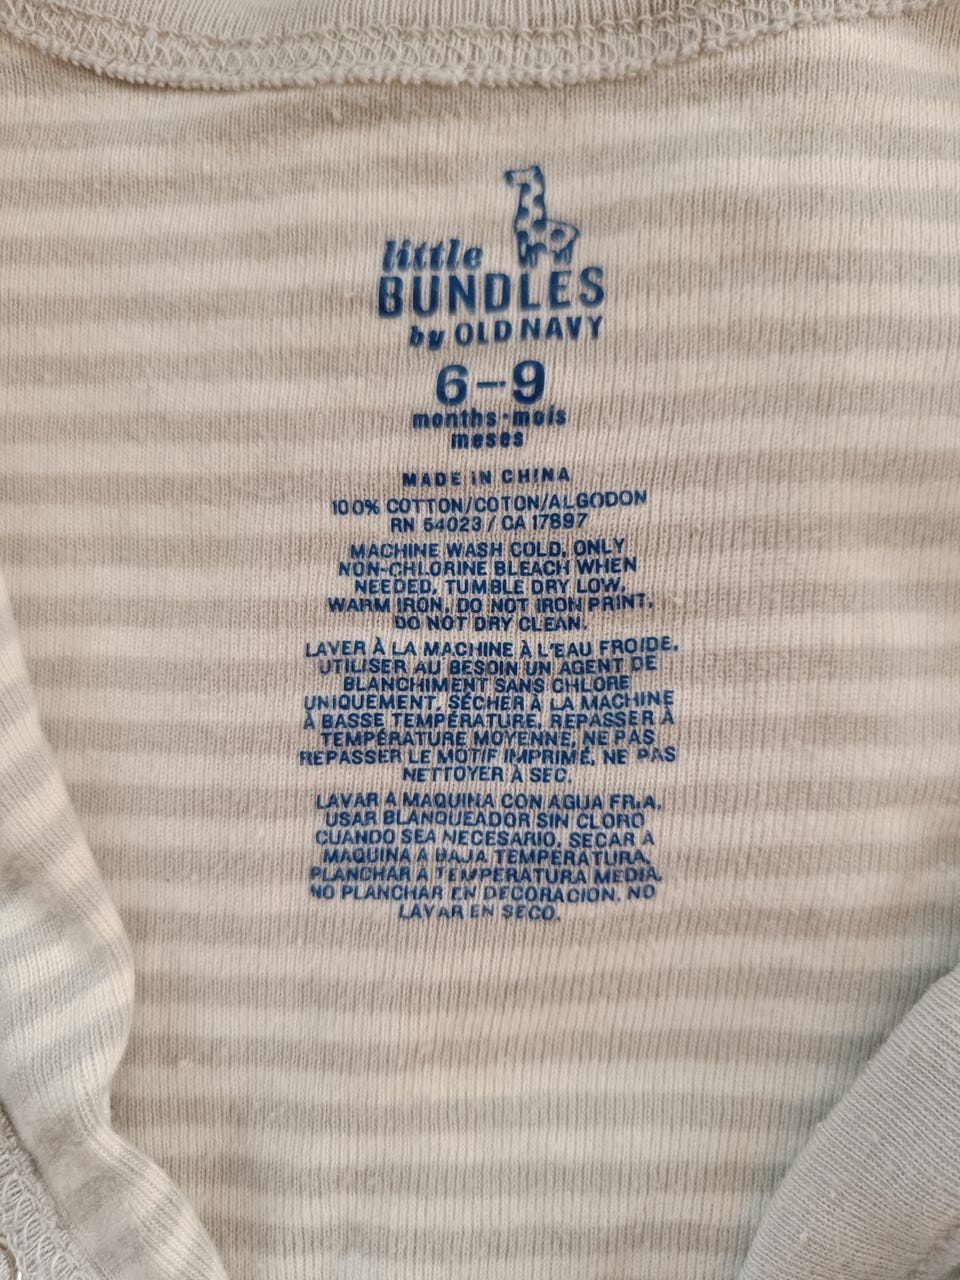 little
BUNDLES
by OLD NAVY
6-9
months·mois
meses
MADE IN CHINA
100% COTTON/COTON/ALGODON
RN 54023 / CA 17897
MACHINE WASH COLD, ONLY
NON-CHLORINE BLEACH WHEN
NEEDED, TUMBLE DRY LOW,
WARM IRON, DO NOT IRON PRINT,
DO NOT DRY CLEAN.
LAVER À LA MACHINE À L'EAU FROIDE,
UTILISER AU BESOIN UN AGENT DE
BLANCHIMENT SANS CHLORE
UNIQUEMENT, SÉCHER À LA MACHINE
À BASSE TEMPÉRATURE, REPASSER À
TEMPÉRATURE MOYENNE, NE PAS
REPASSER LE MOTIF IMPRIMÉ, NE PAS
NETTOYER À SEC.
LAVAR A MAQUINA CON AGUA FRIA,
USAR BLANQUEADOR SIN CLORO
CUANDO SEA NECESARIO, SECAR A
MAQUINA A BAJA TEMPERATURA,
PLANCHAR A TEMPERATURA MEDIA,
NO PLANCHAR EN DECORACION, NO
LAVAR EN SECO.